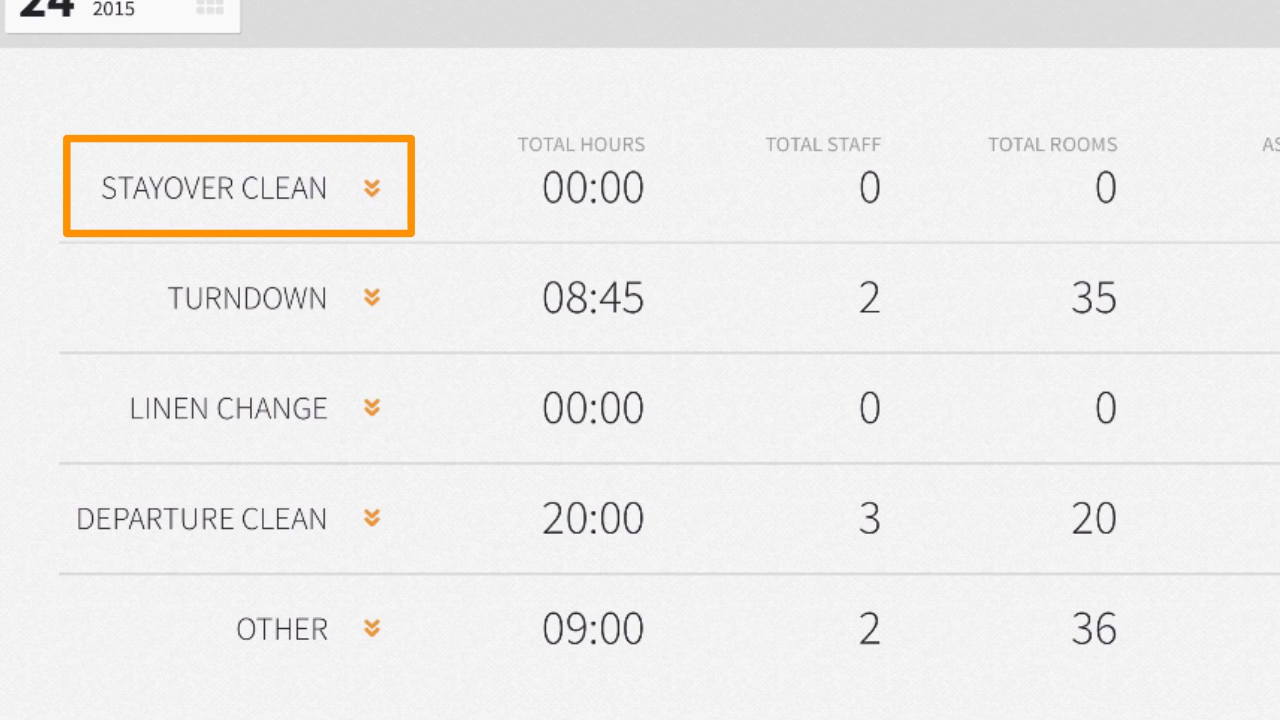 24 2015
TOTAL HOURS TOTAL STAFF TOTAL ROOMS
STAYOVER CLEAN 00:00 0 0
TURNDOWN 08:45 2 35
LINEN CHANGE 00:00 0 0
DEPARTURE CLEAN 20:00 3 20
OTHER 09:00 2 36